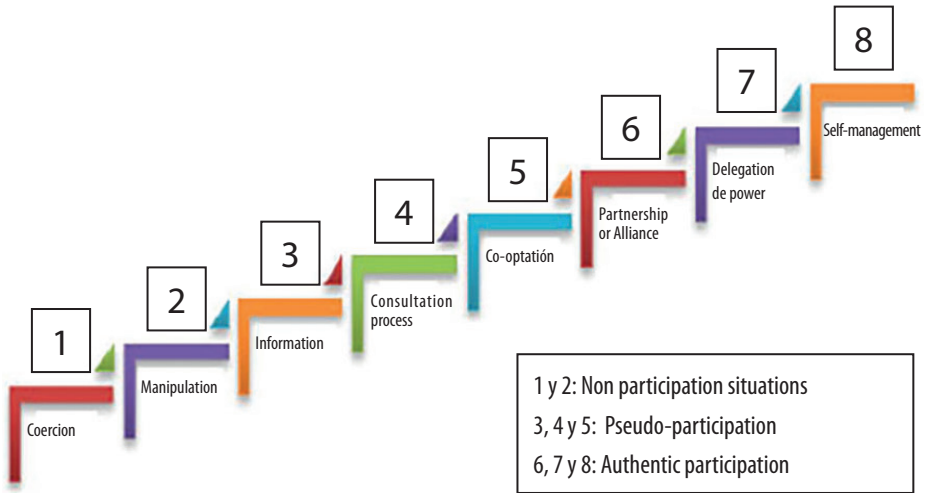 1
Coercion
2
Manipulation
3
Information
4
Consultation
process
5
Co-optatión
6
Partnership
or Alliance
7
Delegation
de power
8
Self-management
1 y 2: Non participation situations
3, 4 y 5: Pseudo-participation
6, 7 y 8: Authentic participation